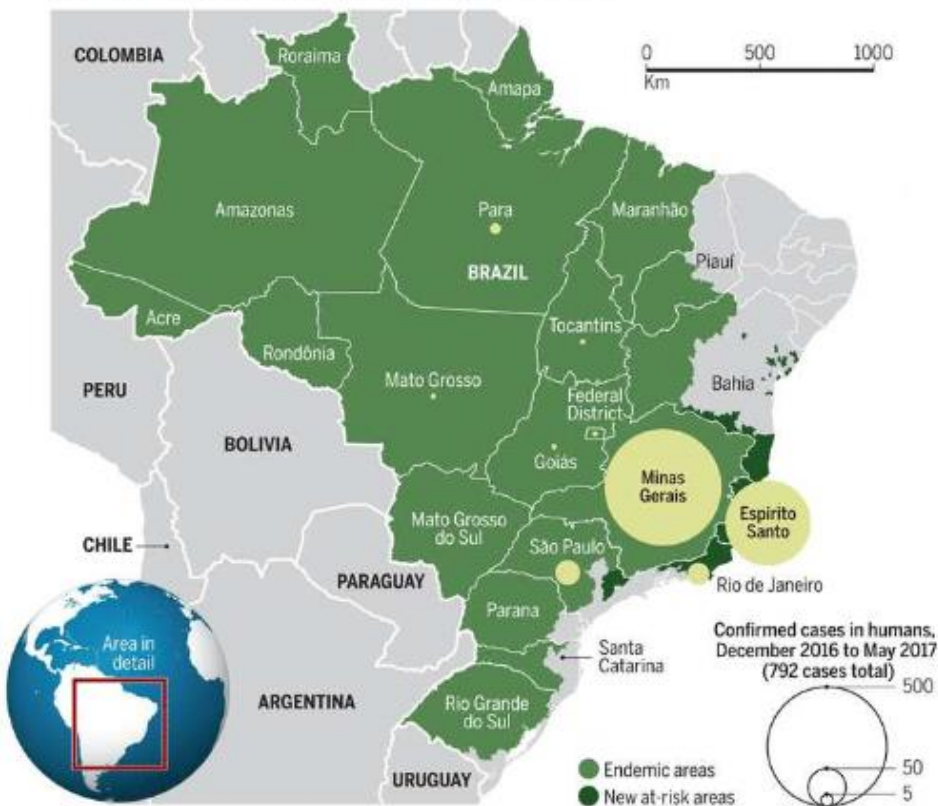 COLOMBIA
Roraima
Amapa
0 500 1000
Km
Amazonas
Para
Maranhão
BRAZIL
Piauí
Acre
Rondônia
Tocantins
Mato Grosso
Bahia
PERU
Federal
District
BOLIVIA
Goiás
Minas
Gerais
Espirito
Santo
Mato Grosso
do Sul
CHILE
São Paulo
PARAGUAY
Rio de Janeiro
Parana
Area in
detail
Santa
Catarina
Confirmed cases in humans,
December 2016 to May 2017
(792 cases total)
500
ARGENTINA
Rio Grande
do Sul
50
5
URUGUAY
Endemic areas
New at-risk areas